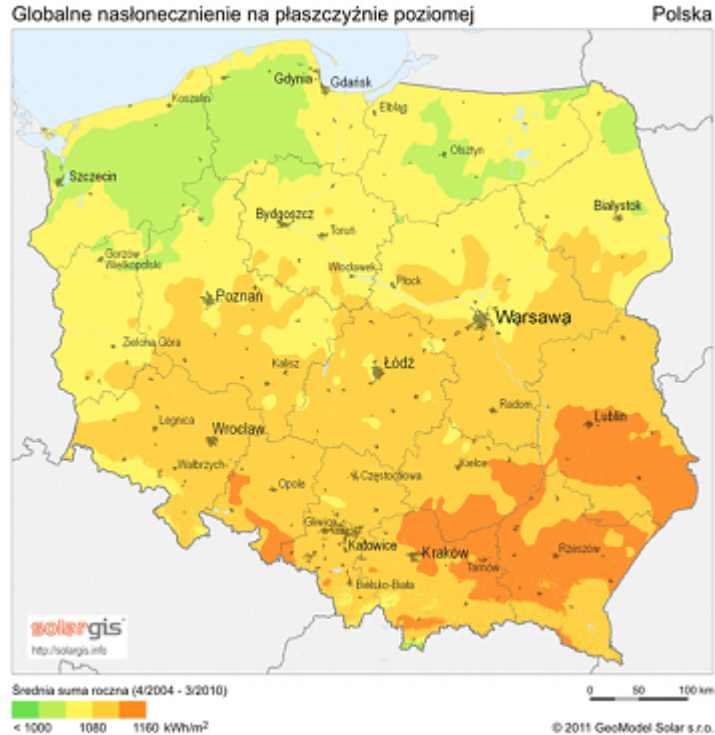 Globalne nasłonecznienie na płaszczyźnie poziomej
Polska
Gdynia
Gdańsk
Koszalin
Elbląg
Olsztyn
Szczecin
Białystok
Bydgoszcz
Toruń
Gorzów
Wielkopolski
Włocławek
Płock
Poznań
Warsawa
Zielona Góra
Kalisz
Łódź
Radom
Lublin
Legnica
Wrocław
Wałbrzych
Opole
Częstochowa
Kielce
Gliwice
Katowice
Kraków
Tarnów
Rzeszów
Bielsko-Biała
solargis
http://solargis.info
Średnia suma roczna (4/2004 - 3/2010)
0 50 100 km
< 1000 1080 1160 kWh/m²
© 2011 GeoModel Solar s.r.o.